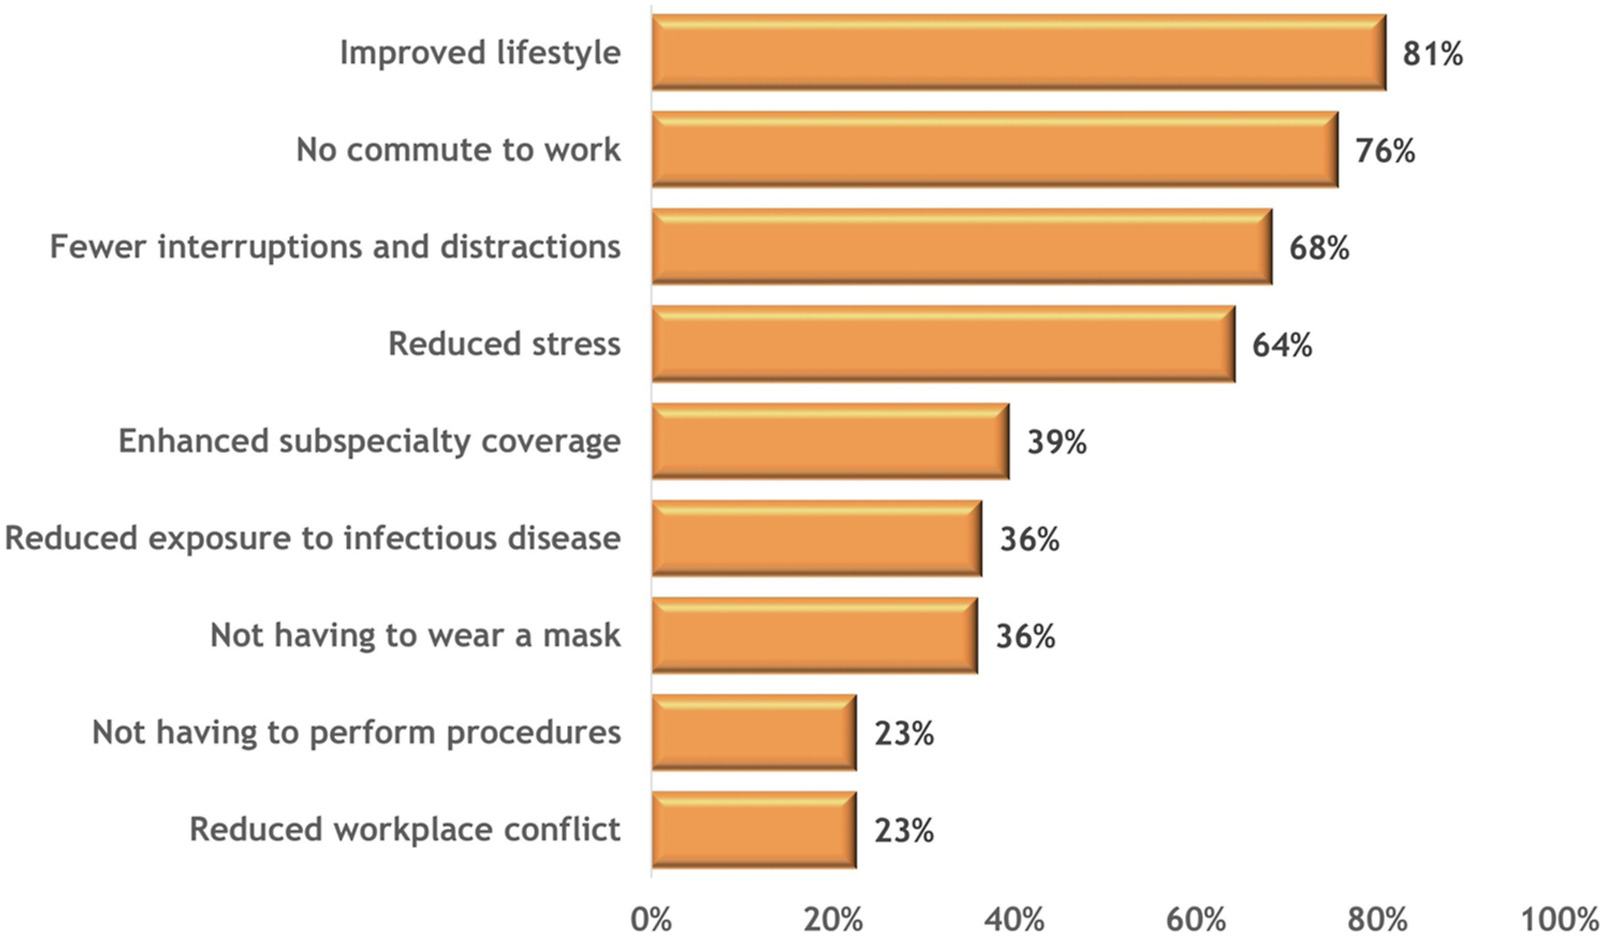 Improved lifestyle 81%
No commute to work 76%
Fewer interruptions and distractions 68%
Reduced stress 64%
Enhanced subspecialty coverage 39%
Reduced exposure to infectious disease 36%
Not having to wear a mask 36%
Not having to perform procedures 23%
Reduced workplace conflict 23%
0% 20% 40% 60% 80% 100%